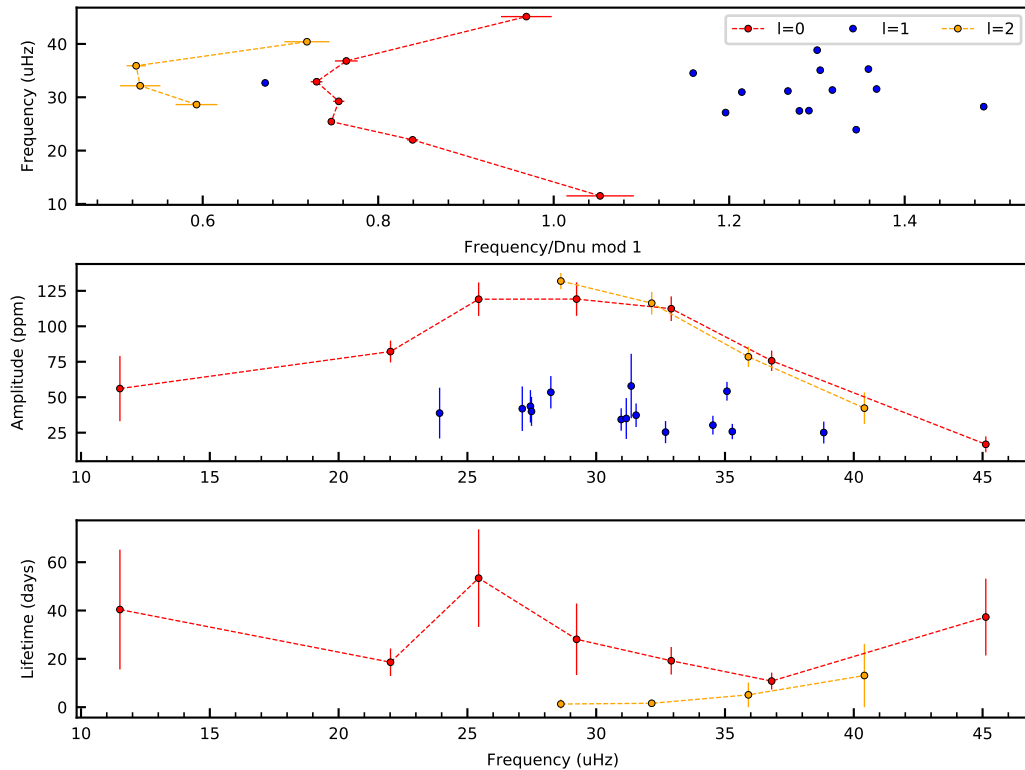 l=0 l=1 l=2
40
30
20
10
Frequency (uHz)
0.6 0.8 1.0 1.2 1.4
Frequency/Dnu mod 1
125
100
75
50
25
Amplitude (ppm)
10 15 20 25 30 35 40 45
60
40
20
0
Lifetime (days)
10 15 20 25 30 35 40 45
Frequency (uHz)